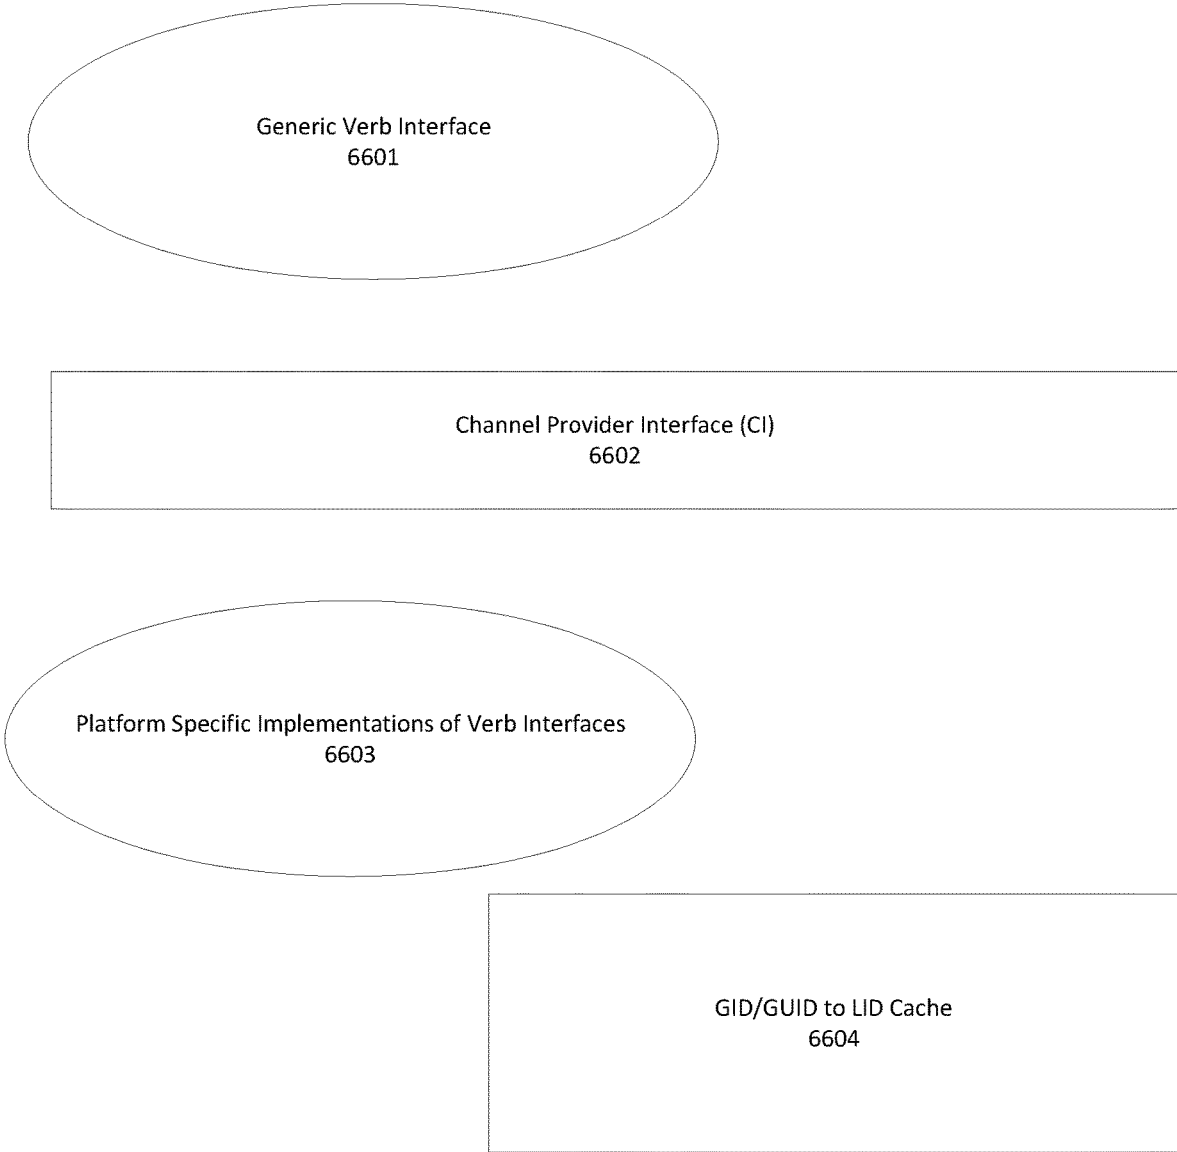 Generic Verb Interface
6601
Channel Provider Interface (CI)
6602
Platform Specific Implementations of Verb Interfaces
6603
GID/GUID to LID Cache
6604